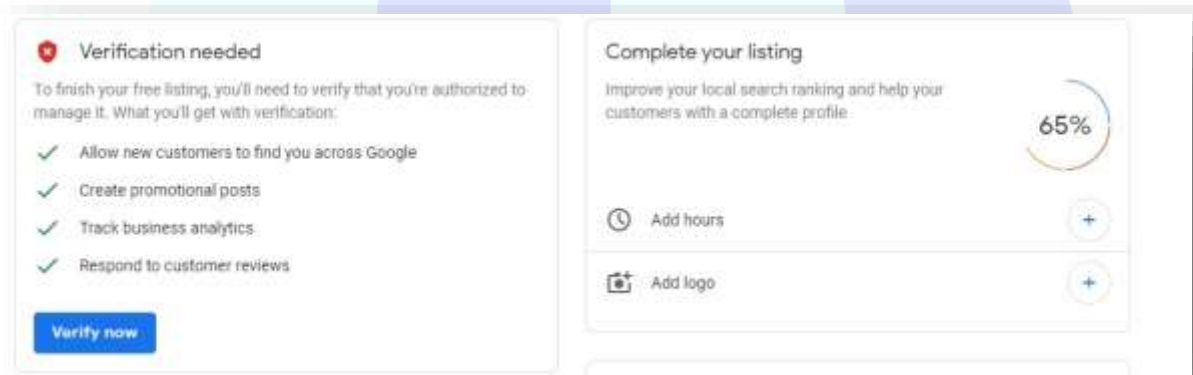 Verification needed
To finish your free listing, you'll need to verify that you're authorized to
manage it. What you'll get with verification:
Allow new customers to find you across Google
Create promotional posts
Track business analytics
Respond to customer reviews
Verify now
Complete your listing
Improve your local search ranking and help your
customers with a complete profile
65%
Add hours
Add logo